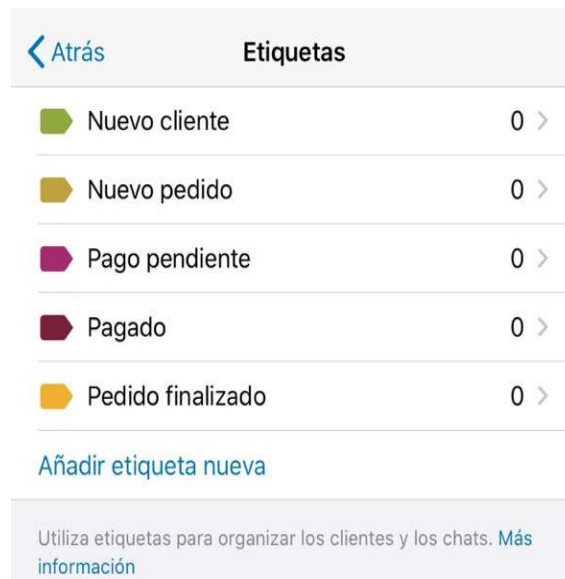 Atrás Etiquetas
Nuevo cliente 0
Nuevo pedido 0
Pago pendiente 0
Pagado 0
Pedido finalizado 0
Añadir etiqueta nueva
Utiliza etiquetas para organizar los clientes y los chats. Más
información